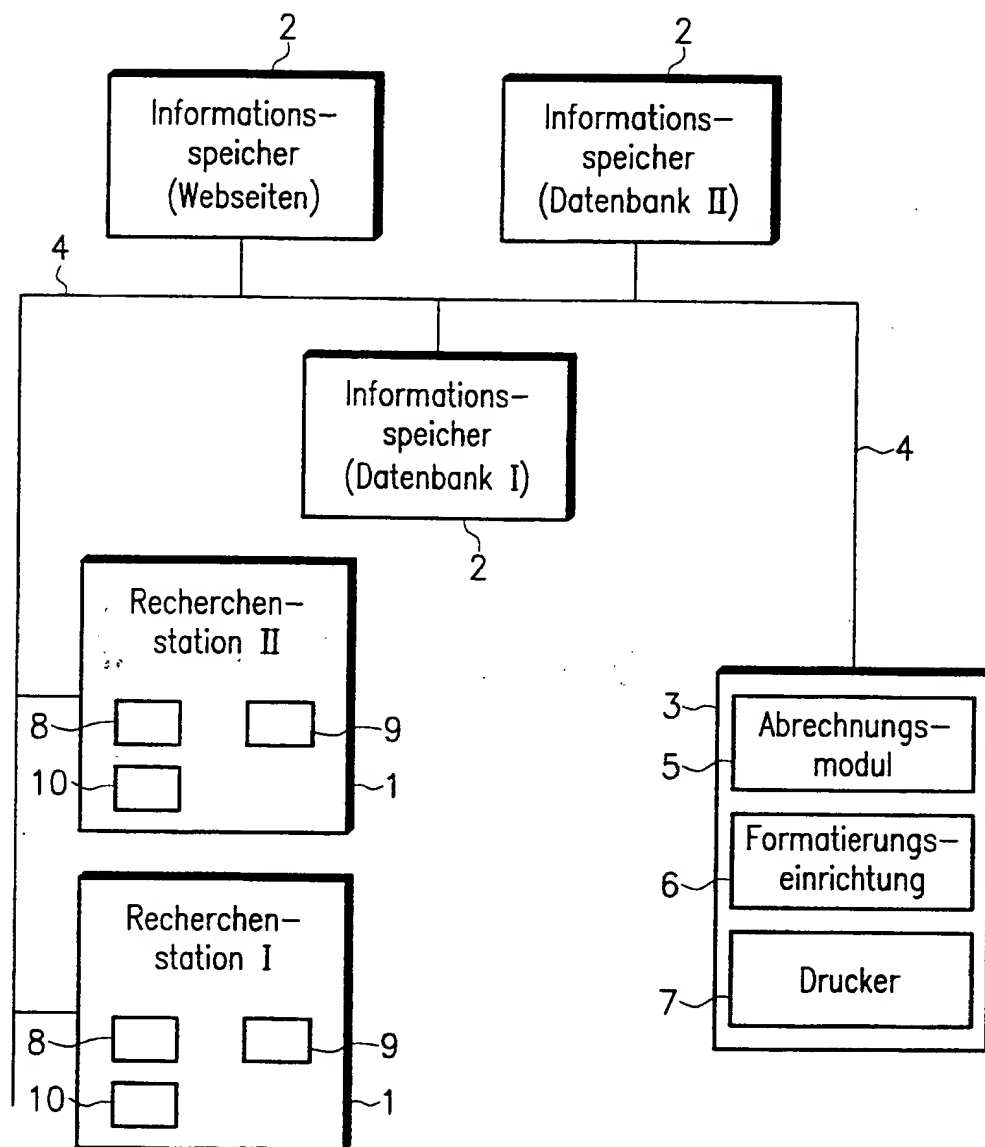 2
2
Informations-
speicher
(Webseiten)
Informations-
speicher
(Datenbank II)
4
Informations-
speicher
(Datenbank I)
4
2
Recherchen-
station II
8
9
10
1
3
Abrechnungs-
modul
5
Formatierungs-
einrichtung
6
Drucker
7
Recherchen-
station I
8
9
10
1